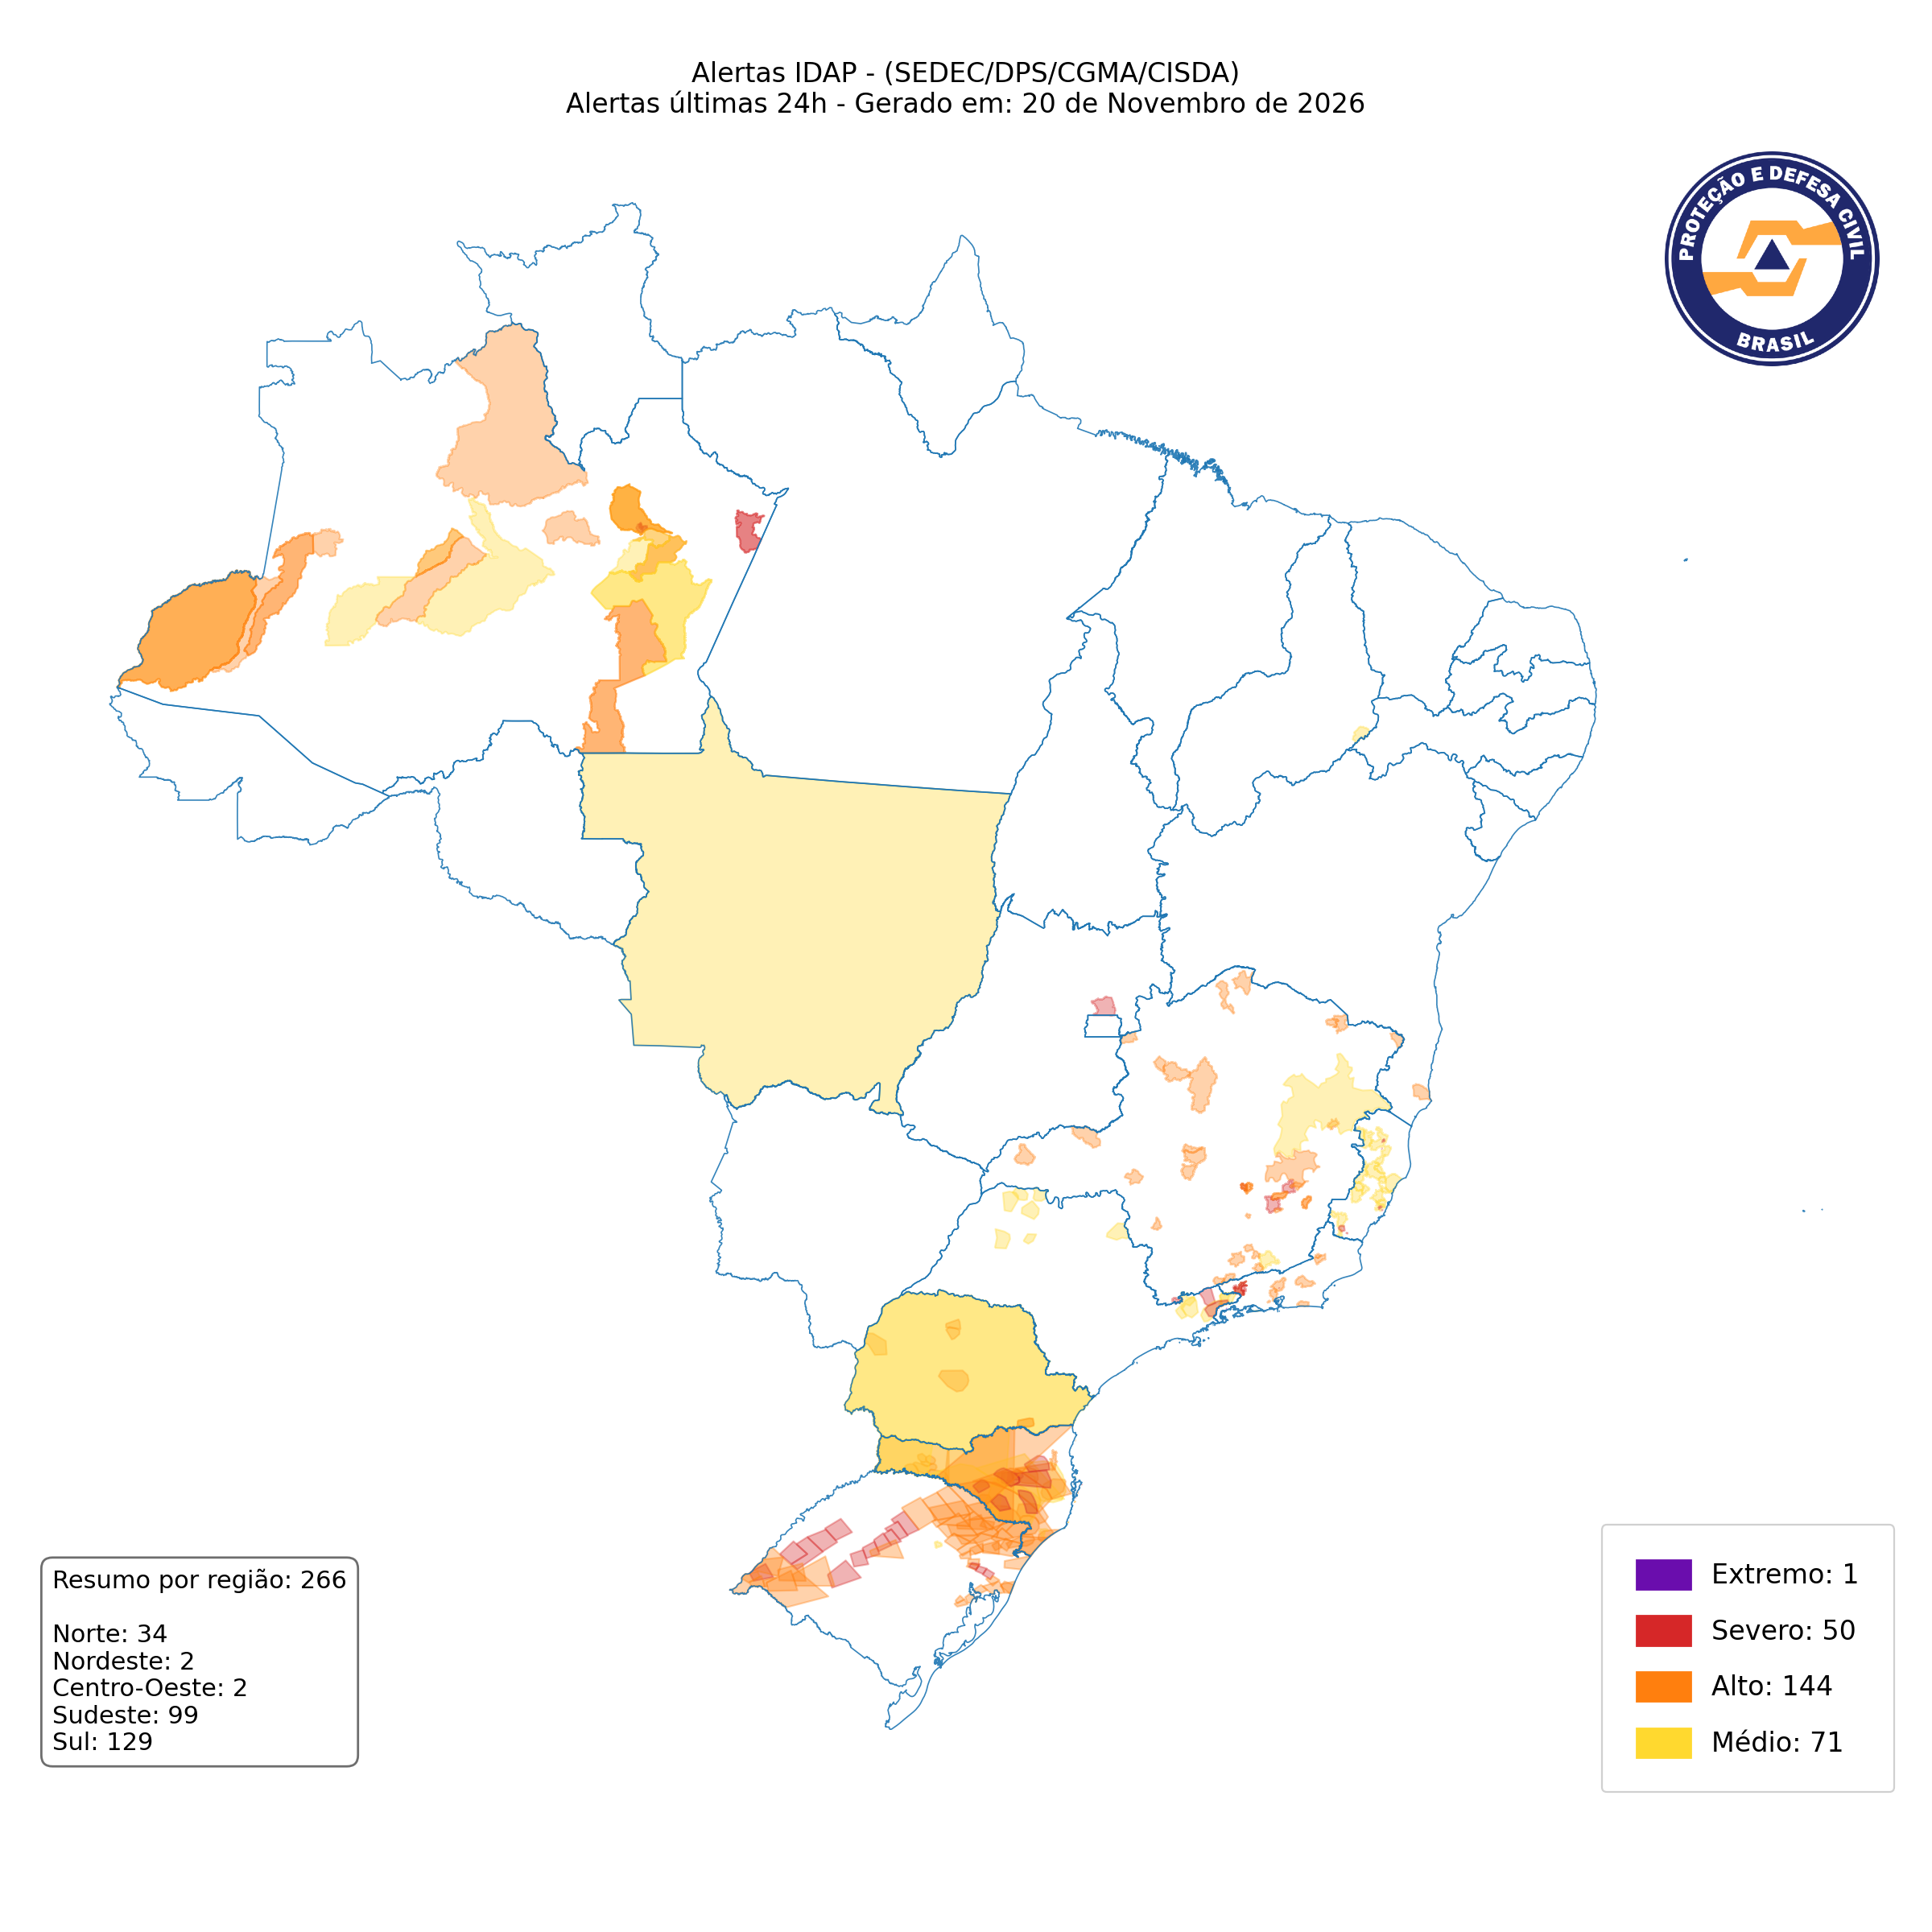 Alertas IDAP - (SEDEC/DPS/CGMA/CISDA)
Alertas últimas 24h - Gerado em: 20 de Novembro de 2026
PROTEÇÃO E DEFESA CIVIL
BRASIL
Resumo por região: 266
Norte: 34
Nordeste: 2
Centro-Oeste: 2
Sudeste: 99
Sul: 129
Extremo: 1
Severo: 50
Alto: 144
Médio: 71